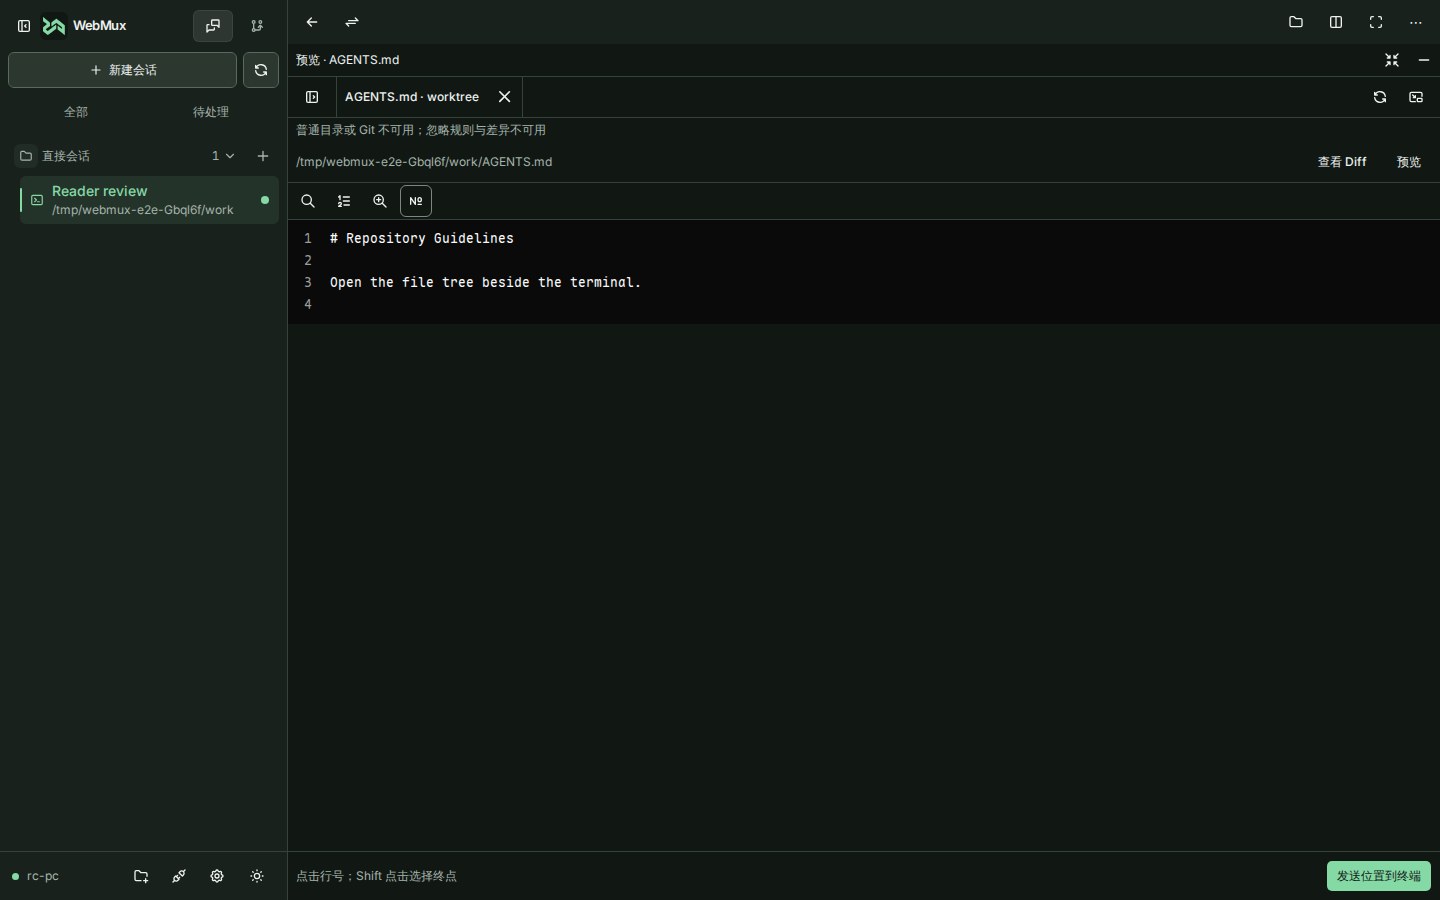 WebMux
新建会话
全部
待处理
直接会话
1
Reader review
/tmp/webmux-e2e-Gbql6f/work
rc-pc
预览 · AGENTS.md
AGENTS.md · worktree
普通目录或 Git 不可用；忽略规则与差异不可用
/tmp/webmux-e2e-Gbql6f/work/AGENTS.md
查看 Diff
预览
№
1 # Repository Guidelines
2
3 Open the file tree beside the terminal.
4
点击行号；Shift 点击选择终点
发送位置到终端